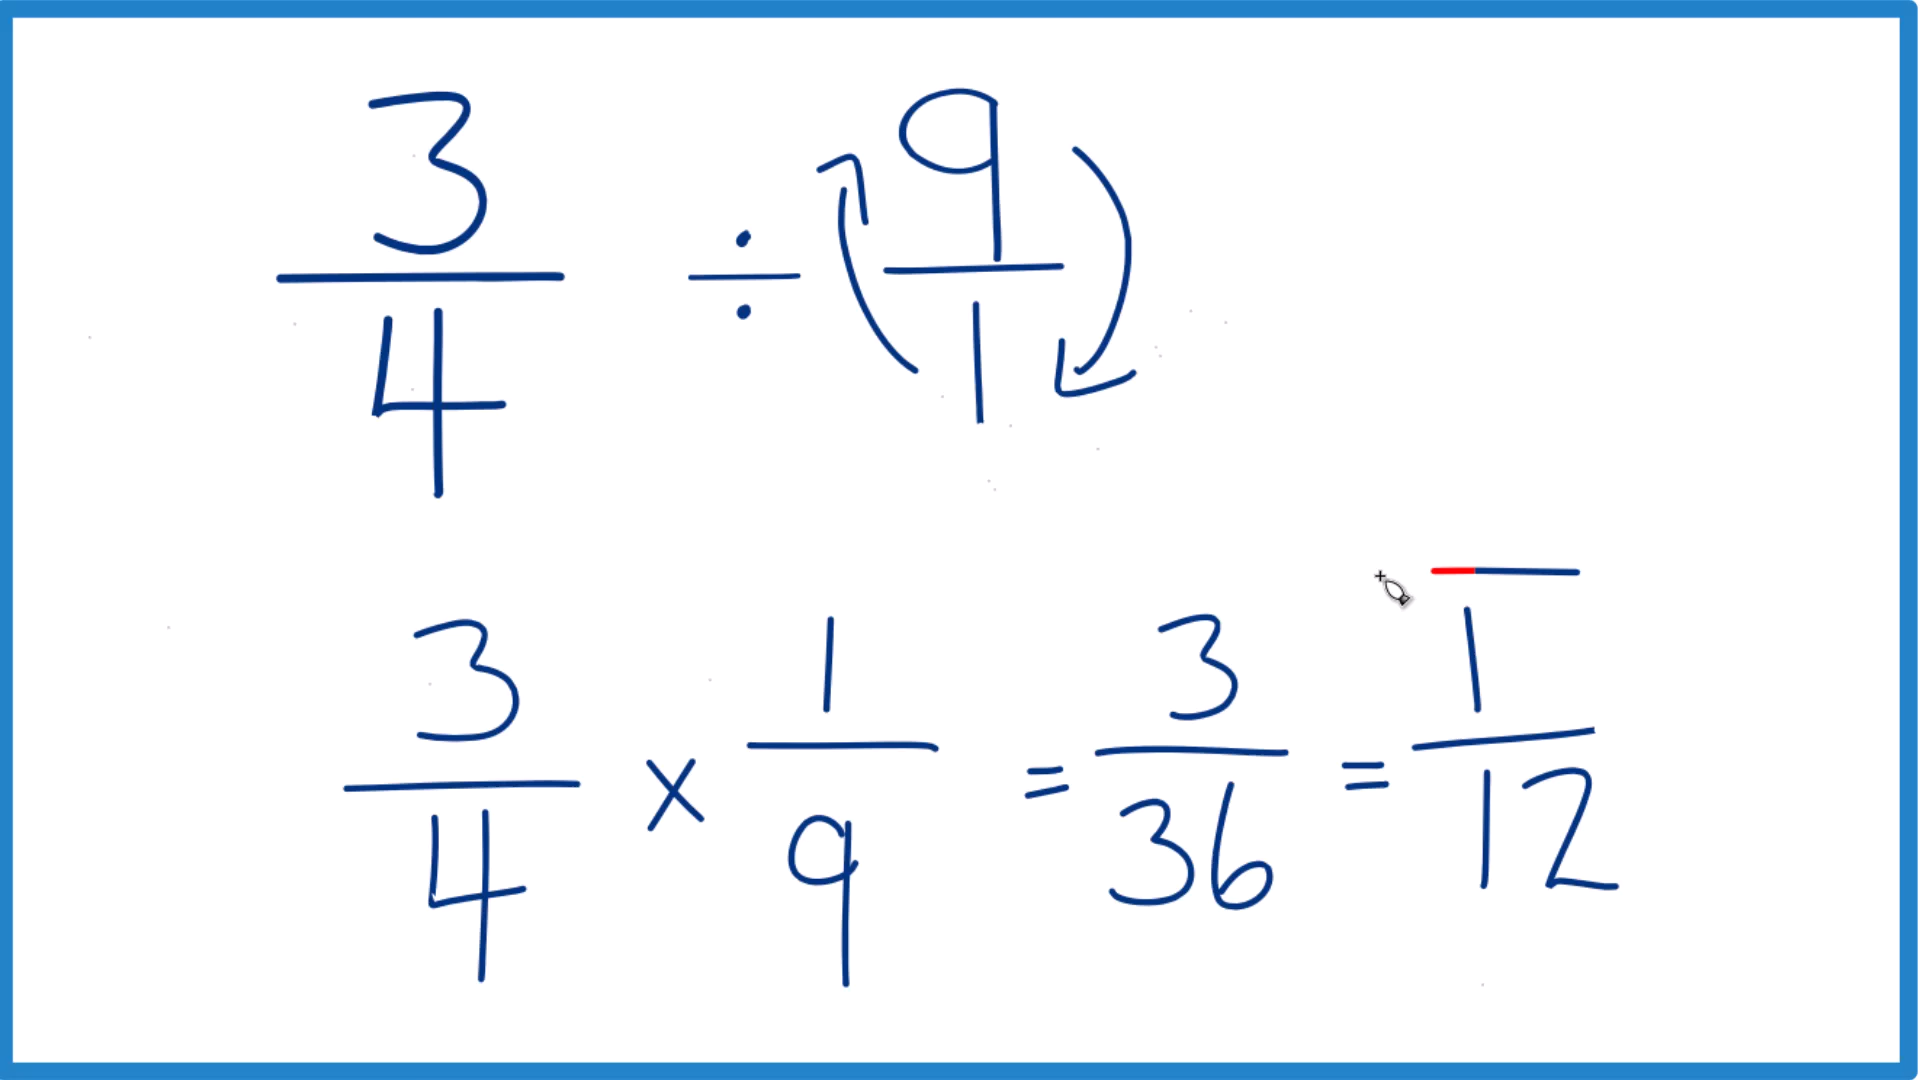 3/4 ÷ 9/1
3/4 x 1/9 = 3/36 = 1/12